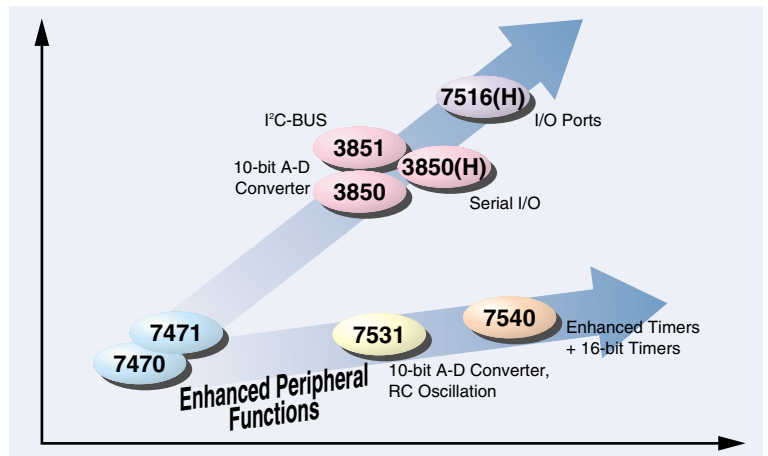 7516(H)
I/O Ports
I²C-BUS
3851
10-bit A-D
Converter
3850(H)
3850
Serial I/O
7471
7470
7531
7540
Enhanced Timers
+ 16-bit Timers
10-bit A-D Converter,
RC Oscillation
Enhanced Peripheral
Functions